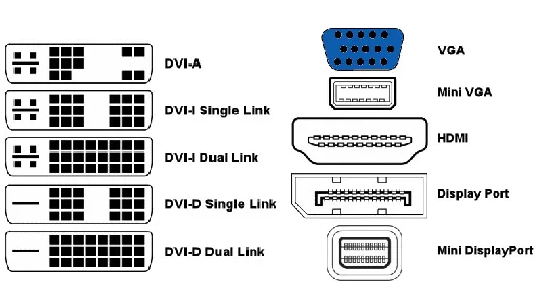 DVI-A
DVI-I Single Link
DVI-I Dual Link
DVI-D Single Link
DVI-D Dual Link
VGA
Mini VGA
HDMI
Display Port
Mini DisplayPort